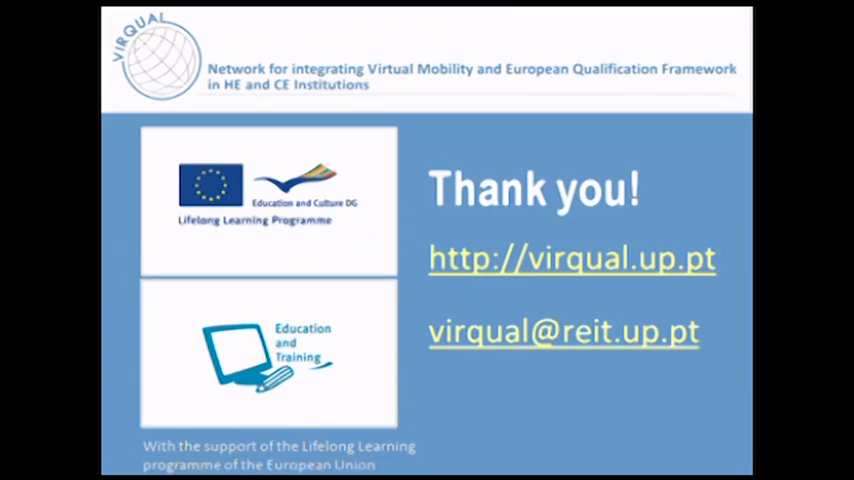 VIRQUAL
Network for integrating Virtual Mobility and European Qualification Framework
in HE and CE Institutions
Education and Culture DG
Lifelong Learning Programme
Thank you!
http://virqual.up.pt
virqual@reit.up.pt
Education
and
Training
With the support of the Lifelong Learning
programme of the European Union